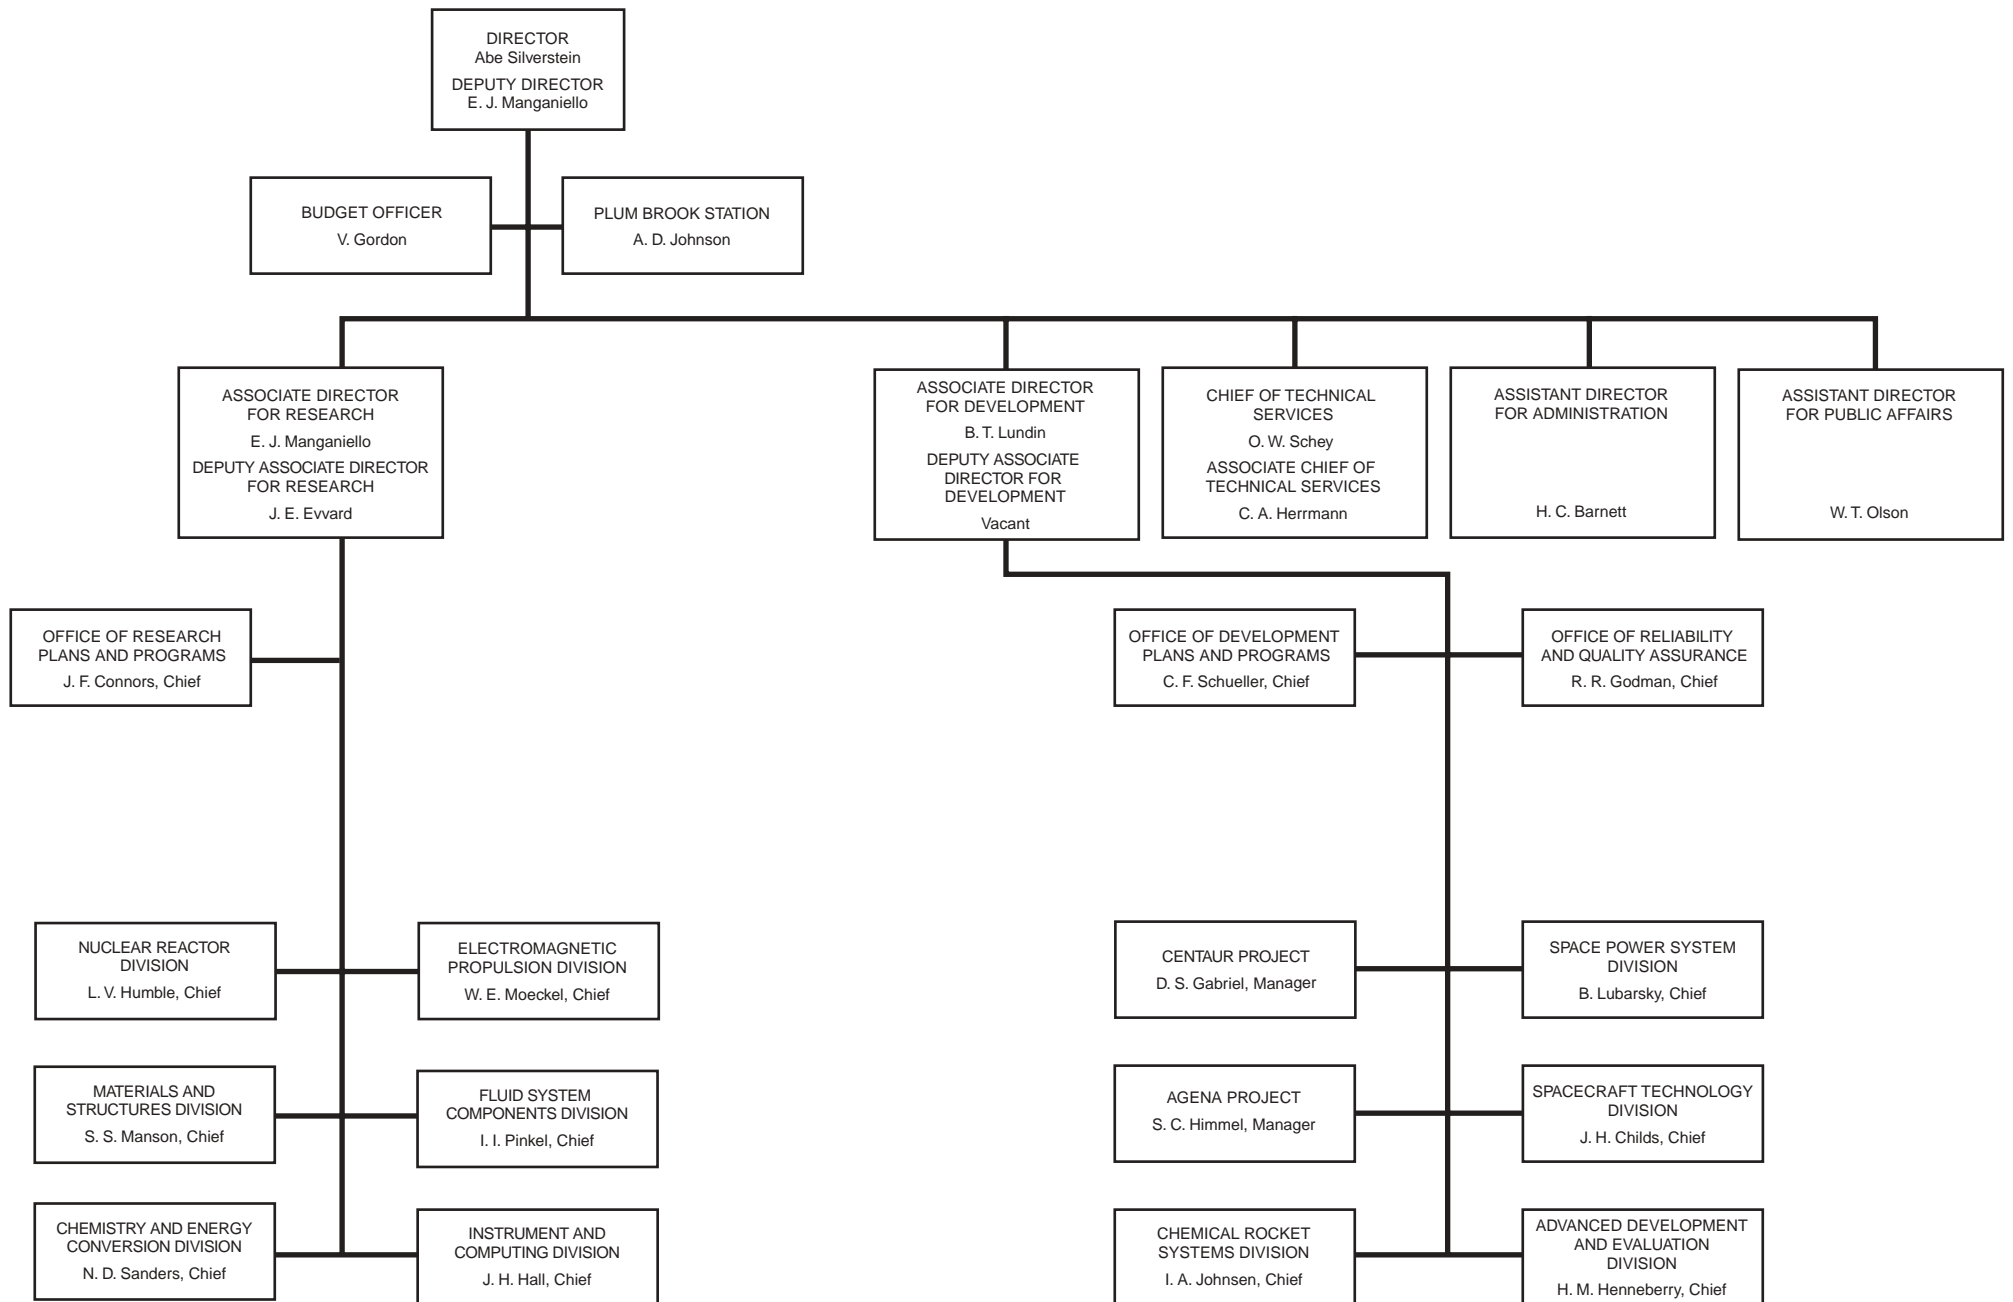 DIRECTOR
Abe Silverstein
DEPUTY DIRECTOR
E. J. Manganiello
BUDGET OFFICER
V. Gordon
PLUM BROOK STATION
A. D. Johnson
ASSOCIATE DIRECTOR
FOR RESEARCH
E. J. Manganiello
DEPUTY ASSOCIATE DIRECTOR
FOR RESEARCH
J. E. Evvard
ASSOCIATE DIRECTOR
FOR DEVELOPMENT
B. T. Lundin
DEPUTY ASSOCIATE
DIRECTOR FOR
DEVELOPMENT
Vacant
CHIEF OF TECHNICAL
SERVICES
O. W. Schey
ASSOCIATE CHIEF OF
TECHNICAL SERVICES
C. A. Herrmann
ASSISTANT DIRECTOR
FOR ADMINISTRATION
H. C. Barnett
ASSISTANT DIRECTOR
FOR PUBLIC AFFAIRS
W. T. Olson
OFFICE OF RESEARCH
PLANS AND PROGRAMS
J. F. Connors, Chief
OFFICE OF DEVELOPMENT
PLANS AND PROGRAMS
C. F. Schueller, Chief
OFFICE OF RELIABILITY
AND QUALITY ASSURANCE
R. R. Godman, Chief
NUCLEAR REACTOR
DIVISION
L. V. Humble, Chief
ELECTROMAGNETIC
PROPULSION DIVISION
W. E. Moeckel, Chief
CENTAUR PROJECT
D. S. Gabriel, Manager
SPACE POWER SYSTEM
DIVISION
B. Lubarsky, Chief
MATERIALS AND
STRUCTURES DIVISION
S. S. Manson, Chief
FLUID SYSTEM
COMPONENTS DIVISION
I. I. Pinkel, Chief
AGENA PROJECT
S. C. Himmel, Manager
SPACECRAFT TECHNOLOGY
DIVISION
J. H. Childs, Chief
CHEMISTRY AND ENERGY
CONVERSION DIVISION
N. D. Sanders, Chief
INSTRUMENT AND
COMPUTING DIVISION
J. H. Hall, Chief
CHEMICAL ROCKET
SYSTEMS DIVISION
I. A. Johnsen, Chief
ADVANCED DEVELOPMENT
AND EVALUATION
DIVISION
H. M. Henneberry, Chief